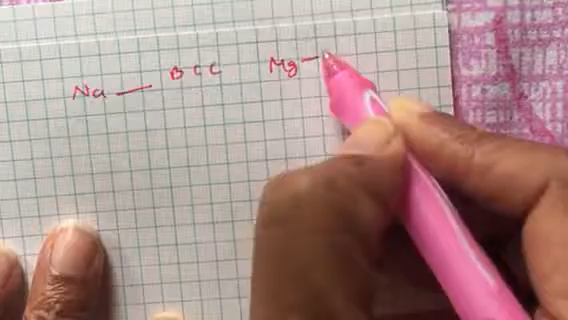 Na — BCC Mg —